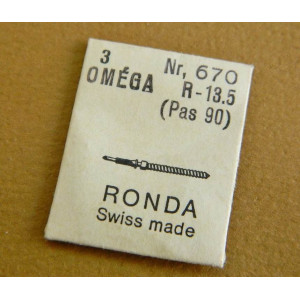 3 Nr, 670
OMÉGA R-13.5
(Pas 90)
RONDA
Swiss made